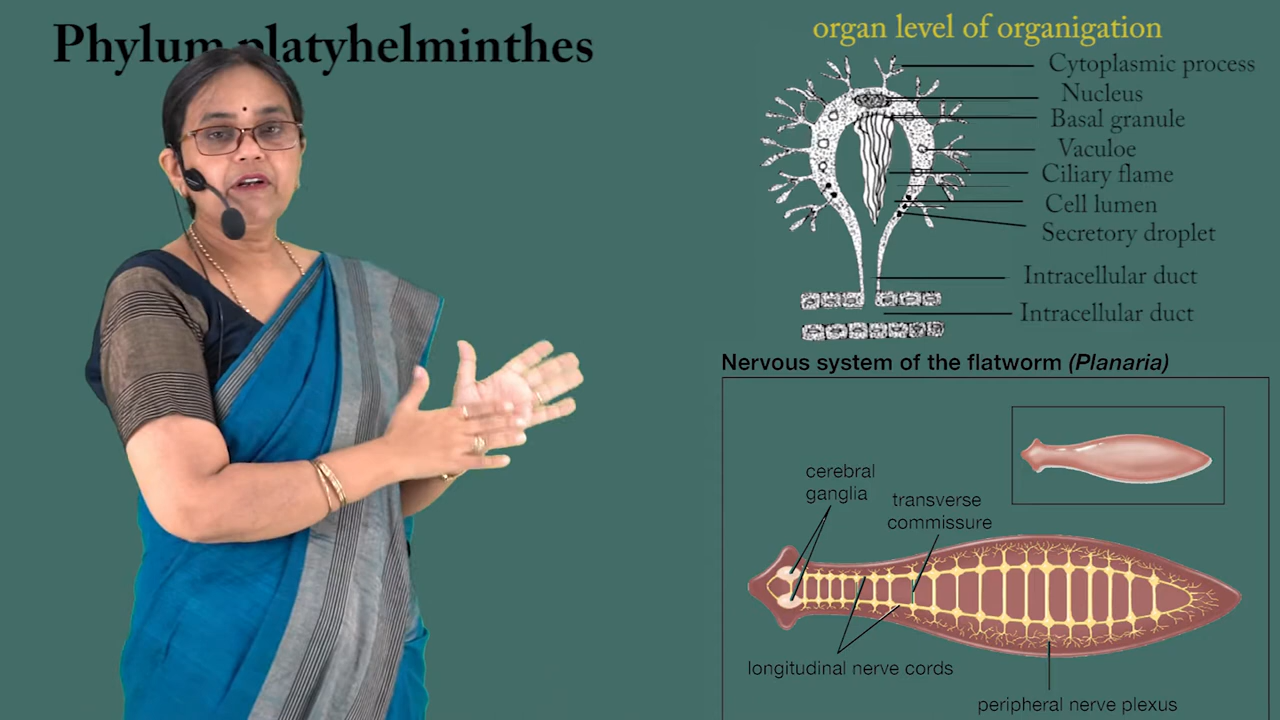 Phylum platyhelminthes
organ level of organigation
Cytoplasmic process
Nucleus
Basal granule
Vaculoe
Ciliary flame
Cell lumen
Secretory droplet
Intracellular duct
Intracellular duct
Nervous system of the flatworm (Planaria)
cerebral
ganglia
transverse
commissure
longitudinal nerve cords
peripheral nerve plexus